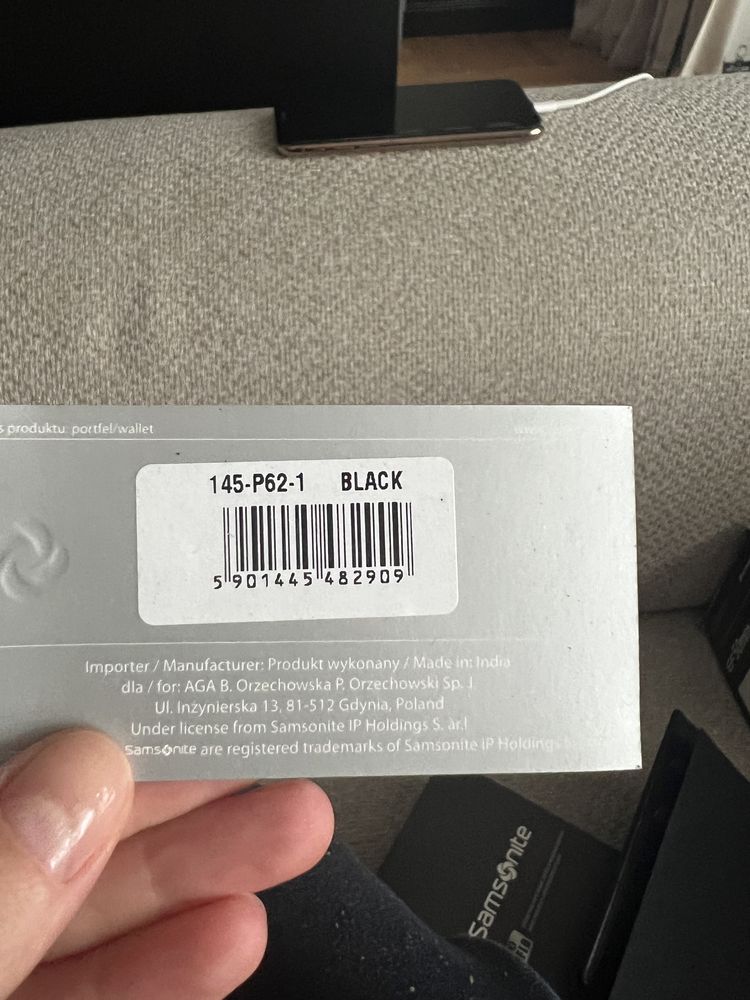 s produktu: portfel/wallet
145-P62-1 BLACK
5 901445 482909
Importer / Manufacturer: Produkt wykonany / Made in: India
dla / for: AGA B. Orzechowska P. Orzechowski Sp. J.
Ul. Inżynierska 13, 81-512 Gdynia, Poland
Under license from Samsonite IP Holdings S. ar.l
Samsonite are registered trademarks of Samsonite IP Holdings
Samsonite